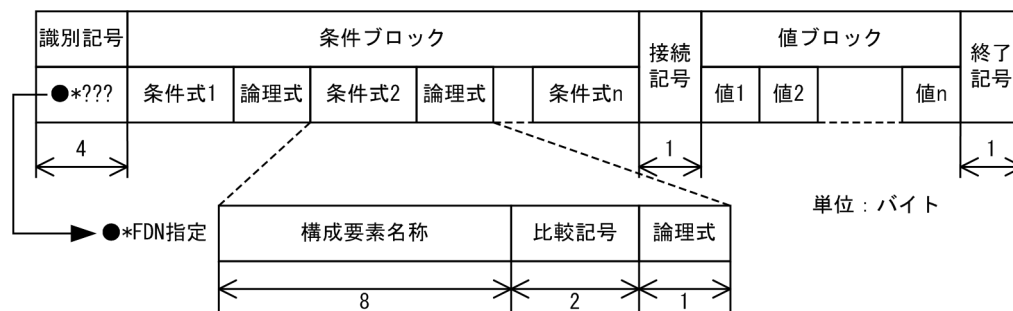 識別記号 条件ブロック 接続記号 値ブロック 終了記号
●*??? 条件式1 論理式 条件式2 論理式 条件式n 値1 値2 値n
4 1 1
単位：バイト
●*FDN指定 構成要素名称 比較記号 論理式
8 2 1